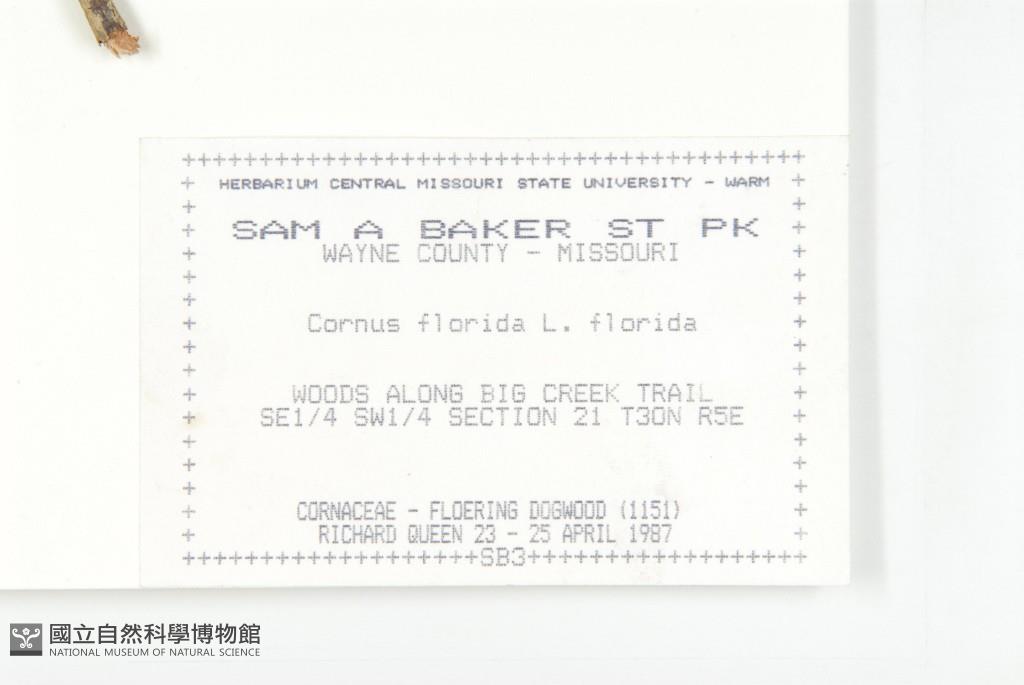 +++++++++++++++++++++++++++++++++++++++++
HERBARIUM CENTRAL MISSOURI STATE UNIVERSITY - WARM
SAM A BAKER ST PK
WAYNE COUNTY - MISSOURI
Cornus florida L. florida
WOODS ALONG BIG CREEK TRAIL
SE1/4 SW1/4 SECTION 21 T30N R5E
CORNACEAE - FLOERING DOGWOOD (1151)
RICHARD QUEEN 23 - 25 APRIL 1987
+++++++++++++++++++SB3++++++++++++++++++
國立自然科學博物館
NATIONAL MUSEUM OF NATURAL SCIENCE